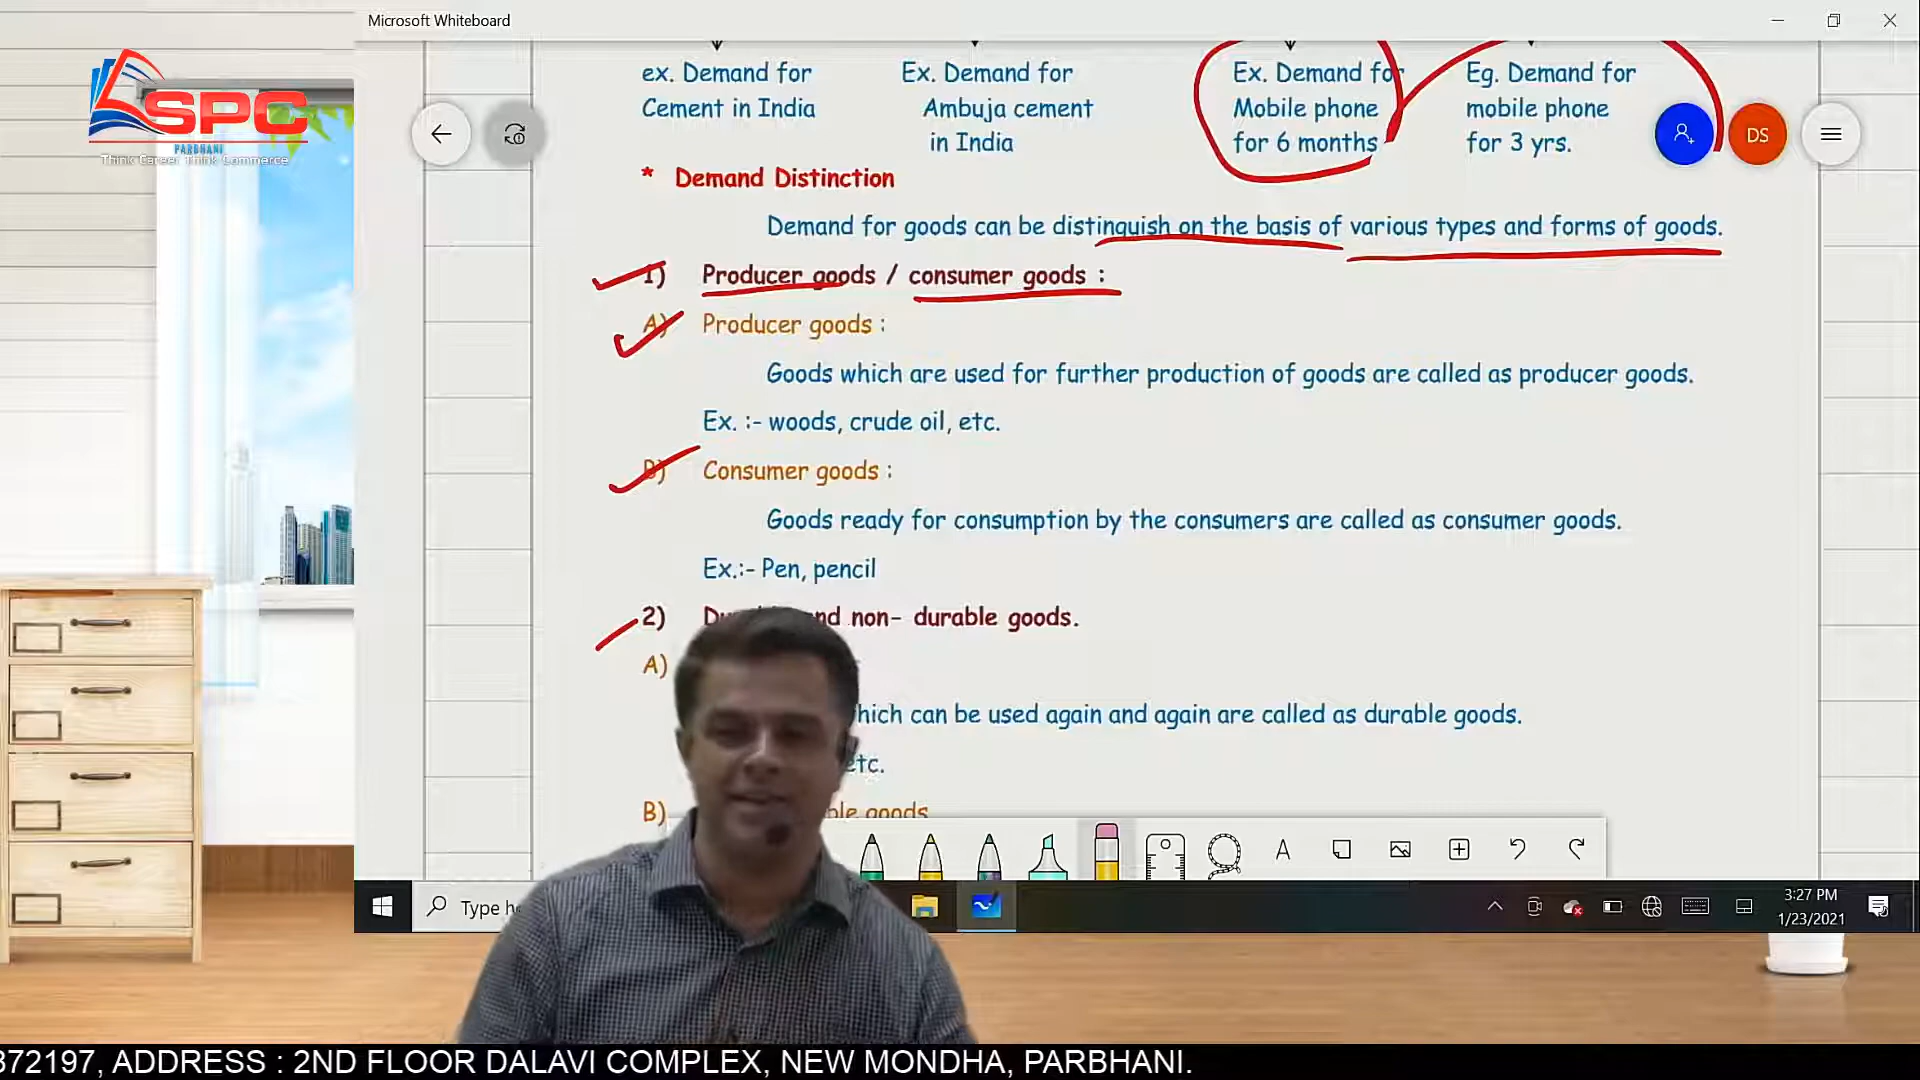 Microsoft Whiteboard
SPC
PARBHANI
Think Career Think Commerce
ex. Demand for
Cement in India
Ex. Demand for
Ambuja cement
in India
Ex. Demand for
Mobile phone
for 6 months
Eg. Demand for
mobile phone
for 3 yrs.
DS
* Demand Distinction
Demand for goods can be distinguish on the basis of various types and forms of goods.
1) Producer goods / consumer goods :
A) Producer goods :
Goods which are used for further production of goods are called as producer goods.
Ex. :- woods, crude oil, etc.
B) Consumer goods :
Goods ready for consumption by the consumers are called as consumer goods.
Ex.:- Pen, pencil
2) non- durable goods.
A)
which can be used again and again are called as durable goods.
etc.
B) goods
Type
3:27 PM
1/23/2021
372197, ADDRESS : 2ND FLOOR DALAVI COMPLEX, NEW MONDHA, PARBHANI.